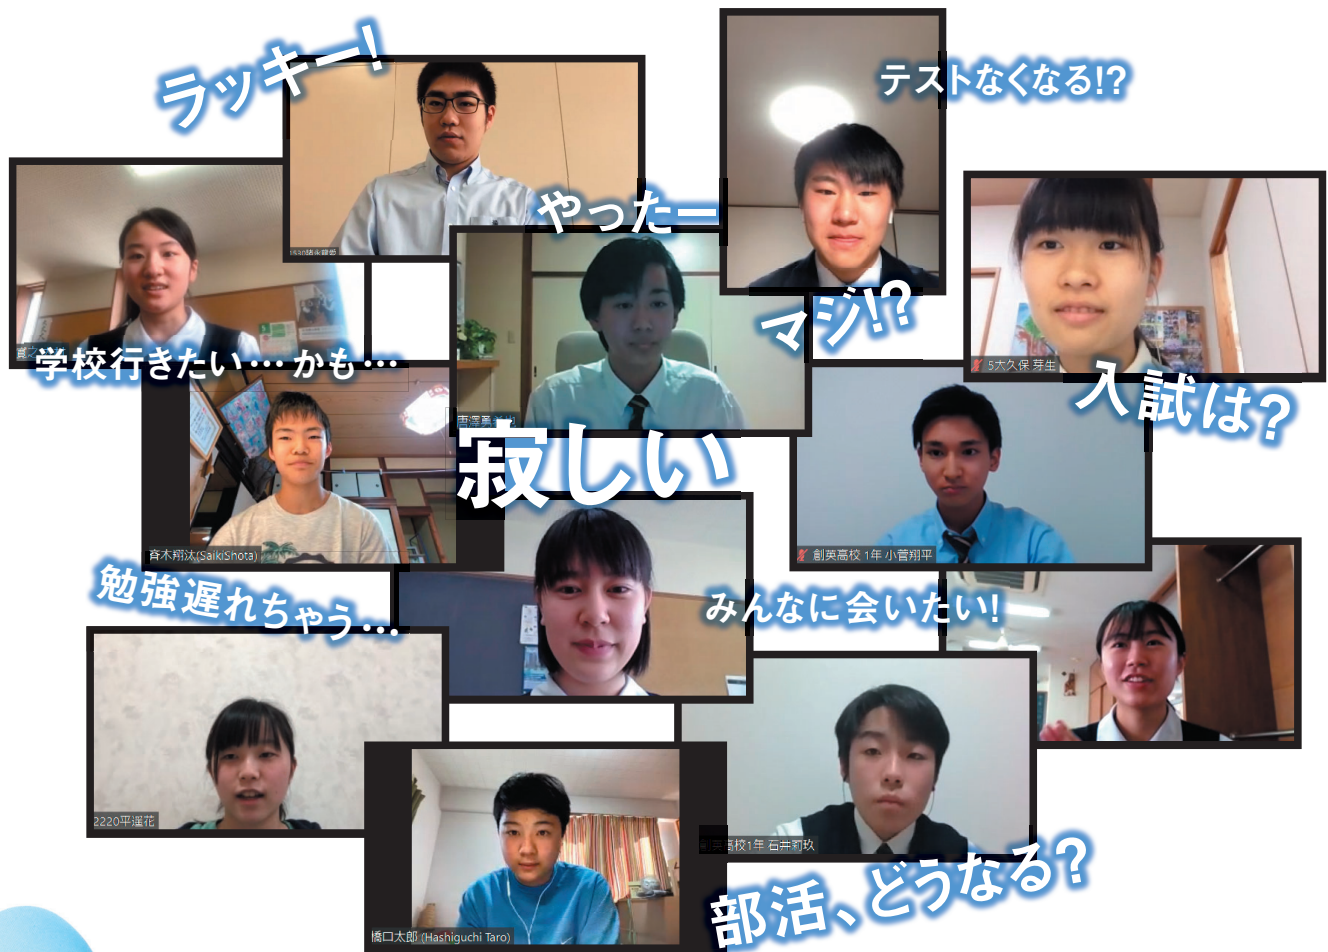 ラッキー!
テストなくなる!?
やったー
マジ!?
学校行きたい…かも…
5大久保 芽生
入試は?
寂しい
斉木翔汰(SaikiShota)
創英高校 1年 小菅翔平
勉強遅れちゃう…
みんなに会いたい!
2220平遥花
創英高校1年 石井莉玖
橋口太郎 (Hashiguchi Taro)
部活、どうなる?